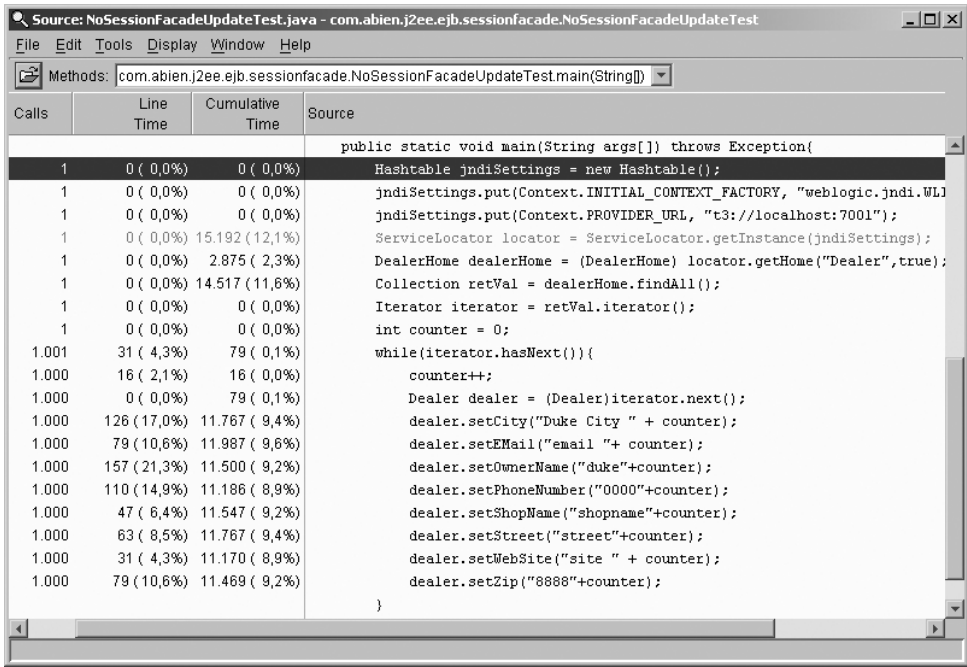 Source: NoSessionFacadeUpdateTest.java - com.abien.j2ee.ejb.sessionfacade.NoSessionFacadeUpdateTest
File Edit Tools Display Window Help
Methods: com.abien.j2ee.ejb.sessionfacade.NoSessionFacadeUpdateTest.main(String[])
Calls Line Time Cumulative Time Source
public static void main(String args[]) throws Exception{
1 0 ( 0,0%) 0 ( 0,0%) Hashtable jndiSettings = new Hashtable();
1 0 ( 0,0%) 0 ( 0,0%) jndiSettings.put(Context.INITIAL_CONTEXT_FACTORY, "weblogic.jndi.WLI
1 0 ( 0,0%) 0 ( 0,0%) jndiSettings.put(Context.PROVIDER_URL, "t3://localhost:7001");
1 0 ( 0,0%) 15.192 (12,1%) ServiceLocator locator = ServiceLocator.getInstance(jndiSettings);
1 0 ( 0,0%) 2.875 ( 2,3%) DealerHome dealerHome = (DealerHome) locator.getHome("Dealer",true);
1 0 ( 0,0%) 14.517 (11,6%) Collection retVal = dealerHome.findAll();
1 0 ( 0,0%) 0 ( 0,0%) Iterator iterator = retVal.iterator();
1 0 ( 0,0%) 0 ( 0,0%) int counter = 0;
1.001 31 ( 4,3%) 79 ( 0,1%) while(iterator.hasNext()){
1.000 16 ( 2,1%) 16 ( 0,0%) counter++;
1.000 0 ( 0,0%) 79 ( 0,1%) Dealer dealer = (Dealer)iterator.next();
1.000 126 (17,0%) 11.767 ( 9,4%) dealer.setCity("Duke City " + counter);
1.000 79 (10,6%) 11.987 ( 9,6%) dealer.setEMail("email "+ counter);
1.000 157 (21,3%) 11.500 ( 9,2%) dealer.setOwnerName("duke"+counter);
1.000 110 (14,9%) 11.186 ( 8,9%) dealer.setPhoneNumber("0000"+counter);
1.000 47 ( 6,4%) 11.547 ( 9,2%) dealer.setShopName("shopname"+counter);
1.000 63 ( 8,5%) 11.767 ( 9,4%) dealer.setStreet("street"+counter);
1.000 31 ( 4,3%) 11.170 ( 8,9%) dealer.setWebSite("site " + counter);
1.000 79 (10,6%) 11.469 ( 9,2%) dealer.setZip("8888"+counter);
}